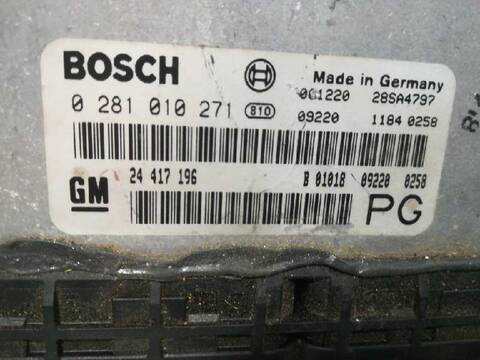 BOSCH
Made in Germany
0 281 010 271 810
001220 28SA4797
09220 1184 0258
GM
24 417 196
B 01018 09220 0258
PG